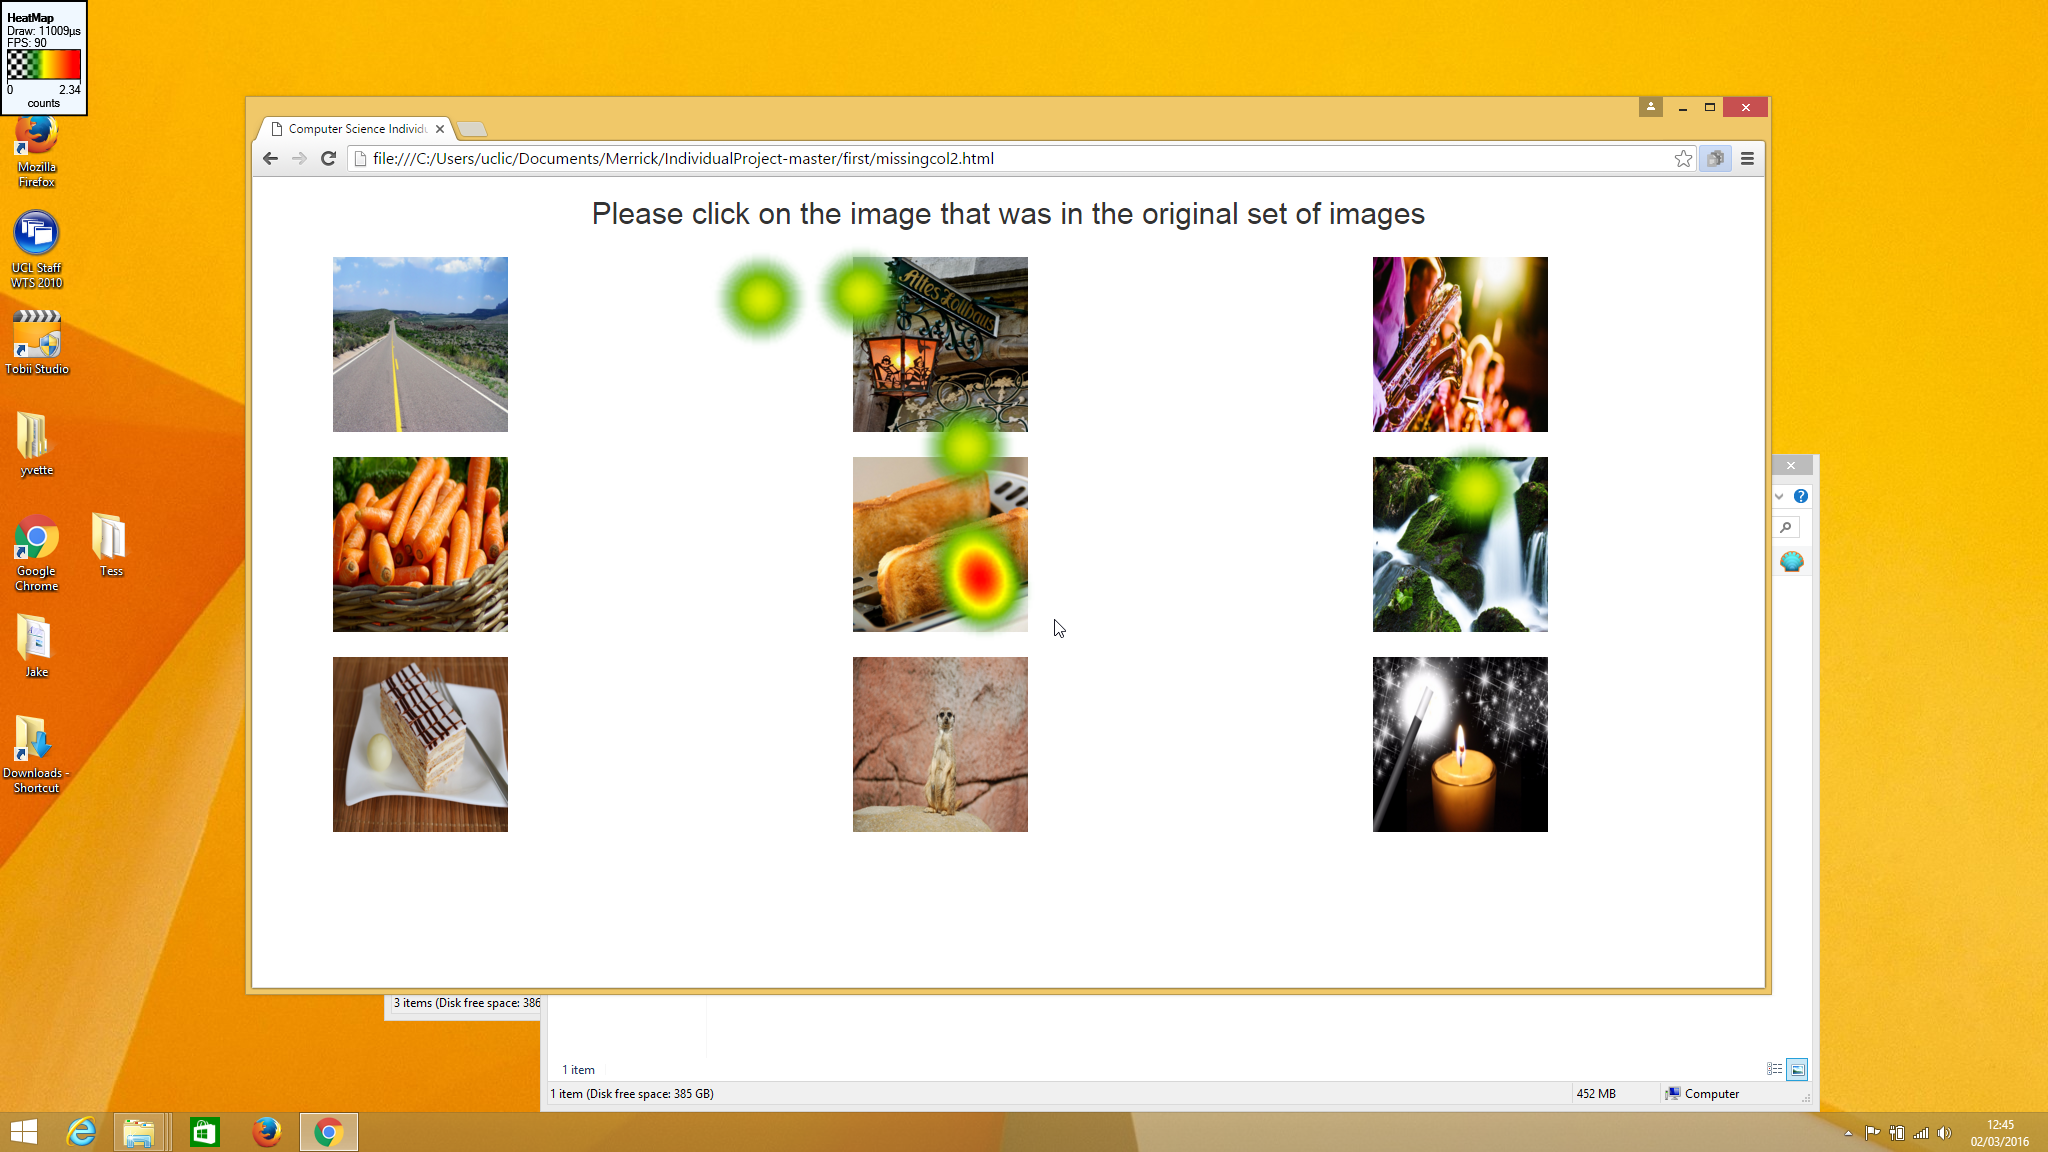 HeatMap
Draw: 11009µs
FPS: 90
0 2.34
counts
Mozilla
Firefox
UCL Staff
WTS 2010
Tobii Studio
yvette
Google
Chrome
Tess
Jake
Downloads -
Shortcut
Computer Science Individu
file:///C:/Users/uclic/Documents/Merrick/IndividualProject-master/first/missingcol2.html
Please click on the image that was in the original set of images
Altes Zollhaus
3 items (Disk free space: 386
1 item
1 item (Disk free space: 385 GB)
452 MB
Computer
12:45
02/03/2016